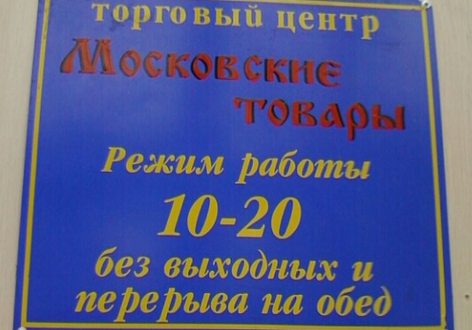 торговый центр
Московские
товары
Режим работы
10-20
без выходных и
перерыва на обед